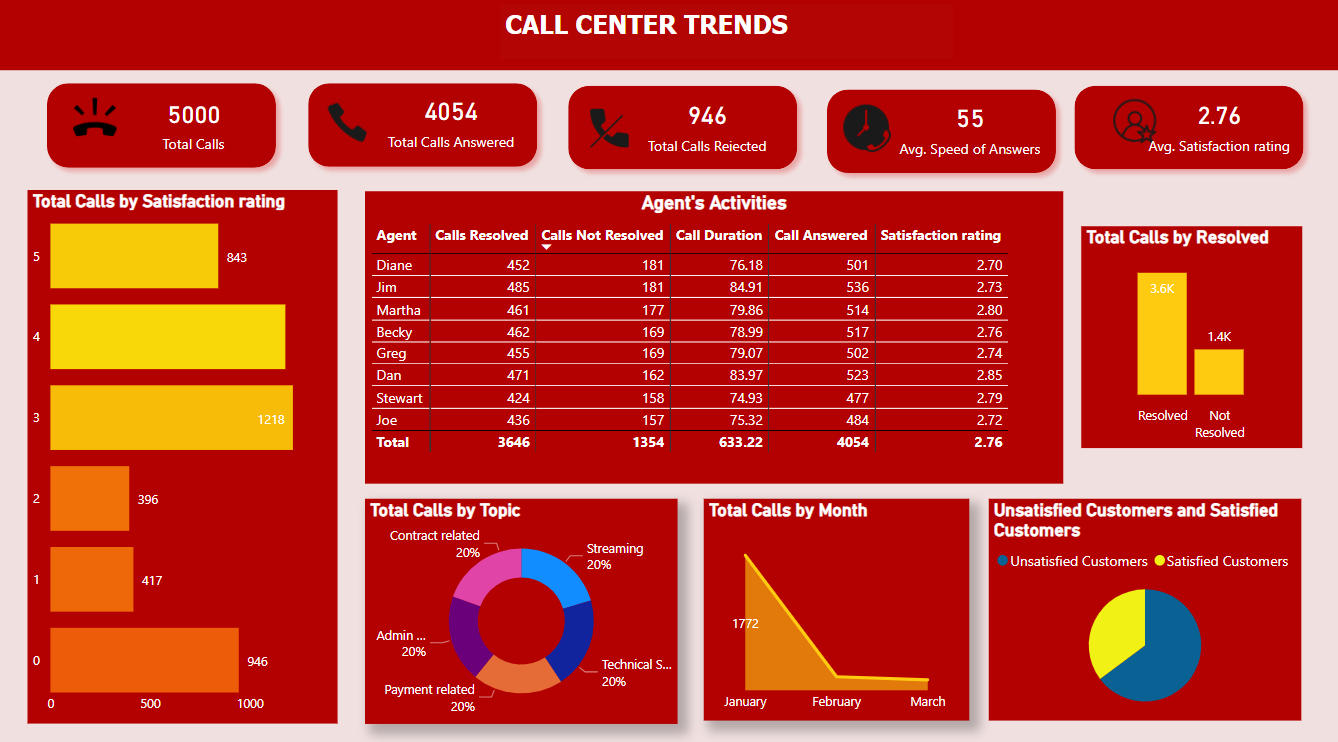 CALL CENTER TRENDS
5000
Total Calls
4054
Total Calls Answered
946
Total Calls Reiected
55
Avg. Speed of Answers
2.76
Avg. Satisfaction rating
Total Calls by Satisfaction rating
5
843
4
3
1218
2
396
1
417
0
946
0 500 1000
Agent's Activities
Agent Calls Resolved Calls Not Resolved Call Duration Call Answered Satisfaction rating
Diane 452 181 76.18 501 2.70
Jim 485 181 84.91 536 2.73
Martha 461 177 79.86 514 2.80
Becky 462 169 78.99 517 2.76
Greg 455 169 79.07 502 2.74
Dan 471 162 83.97 523 2.85
Stewart 424 158 74.93 477 2.79
Joe 436 157 75.32 484 2.72
Total 3646 1354 633.22 4054 2.76
Total Calls by Resolved
3.6K
1.4K
Resolved Not
Resolved
Total Calls by Topic
Contract related
20%
Streaming
20%
Admin ...
20%
Technical S...
20%
Payment related
20%
Total Calls by Month
1772
January February March
Unsatisfied Customers and Satisfied
Customers
Unsatisfied Customers Satisfied Customers